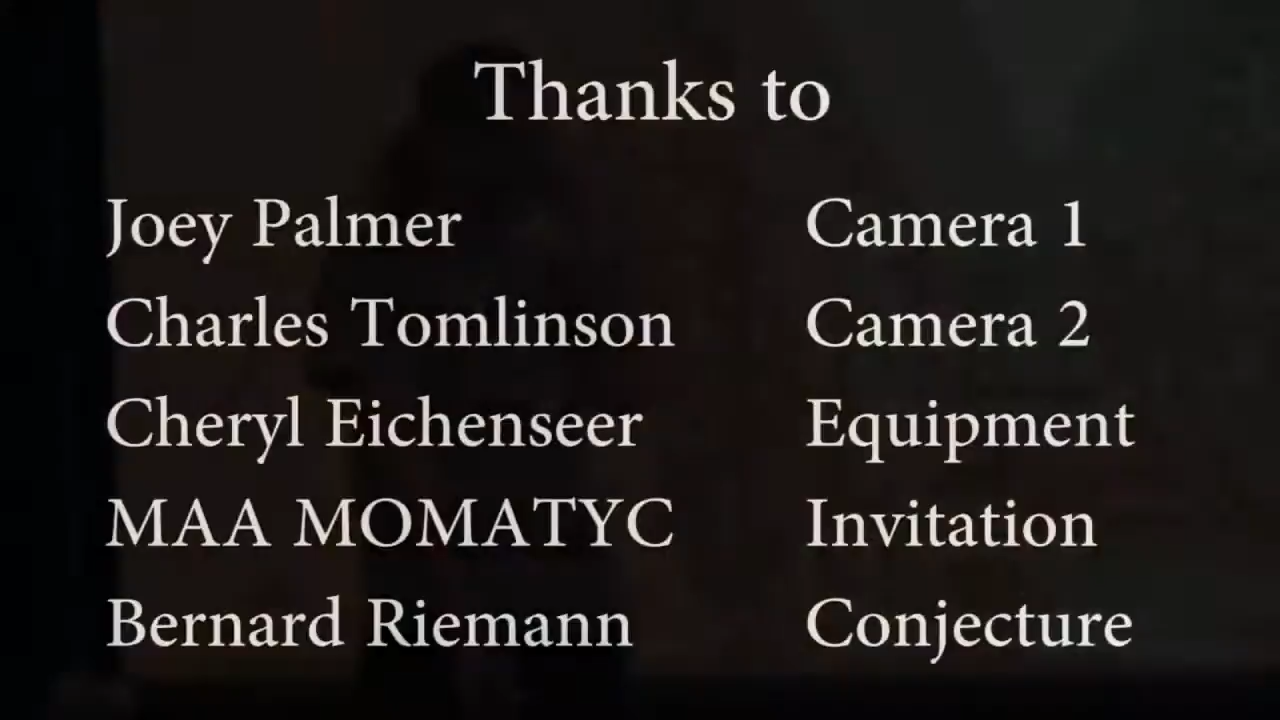 Thanks to
Joey Palmer Camera 1
Charles Tomlinson Camera 2
Cheryl Eichenseer Equipment
MAA MOMATYC Invitation
Bernard Riemann Conjecture